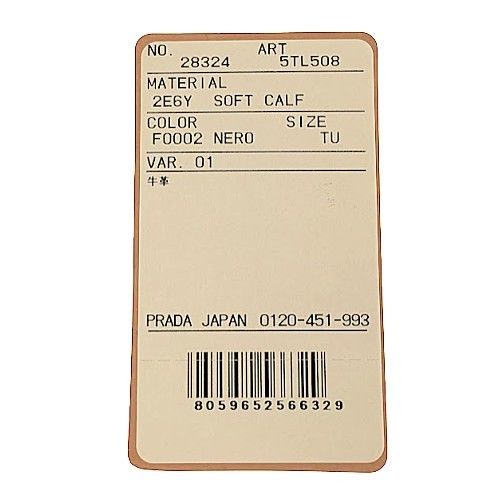 NO. ART
28324 5TL508
MATERIAL
2E6Y SOFT CALF
COLOR SIZE
F0002 NERO TU
VAR. 01
牛革
PRADA JAPAN 0120-451-993
8059652566329